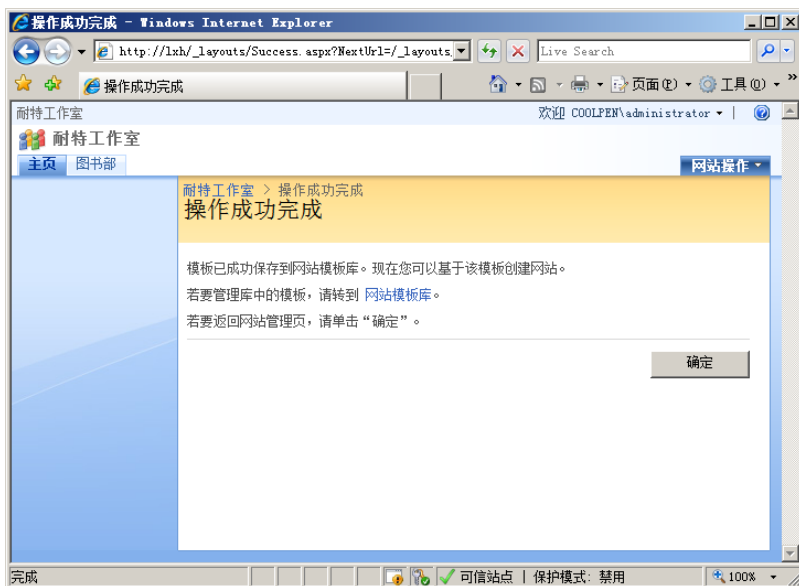 操作成功完成 - Windows Internet Explorer
http://lxh/_layouts/Success.aspx?NextUrl=/_layouts
Live Search
操作成功完成
页面(P)
工具(O)
»
耐特工作室
欢迎 COOLPEN\administrator
耐特工作室
主页
图书部
网站操作
耐特工作室 > 操作成功完成
操作成功完成
模板已成功保存到网站模板库。现在您可以基于该模板创建网站。
若要管理库中的模板，请转到 网站模板库。
若要返回网站管理页，请单击“确定”。
确定
完成
可信站点 | 保护模式: 禁用
100%